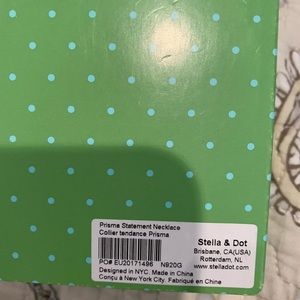 Prisma Statement Necklace
Collier tendance Prisma
Stella & Dot
Brisbane, CA(USA)
Rotterdam, NL
www.stelladot.com
PO# EU20171496 N920G
Designed in NYC. Made in China
Conçu à New York City. Fabriqué en Chine